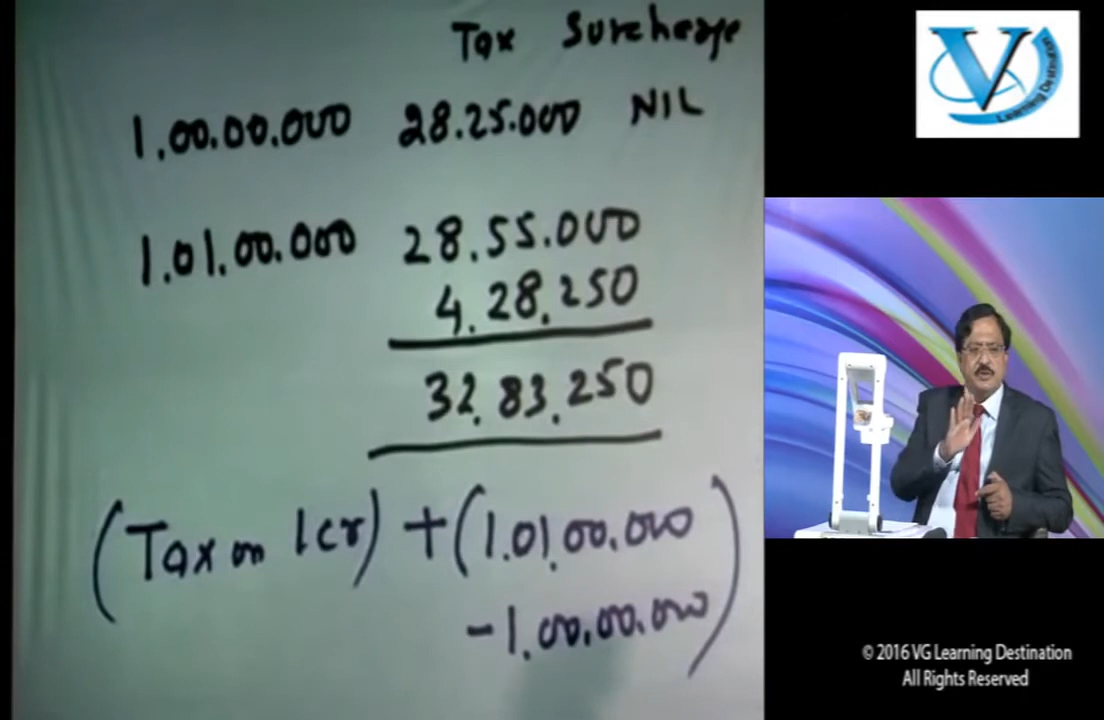 Tax Surcharge
1.00.00.000 28.25.000 NIL
1.01.00.000 28.55.000
4.28.250
32.83.250
(Tax on 1cr) + (1.01.00.000
- 1.00.00.000)
V
Learning Destination
© 2016 VG Learning Destination
All Rights Reserved